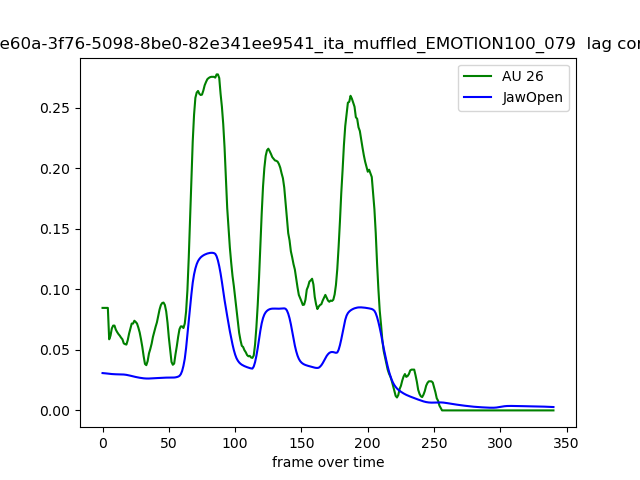 e60a-3f76-5098-8be0-82e341ee9541_ita_muffled_EMOTION100_079 lag cor
AU 26
JawOpen
0.25
0.20
0.15
0.10
0.05
0.00
0 50 100 150 200 250 300 350
frame over time